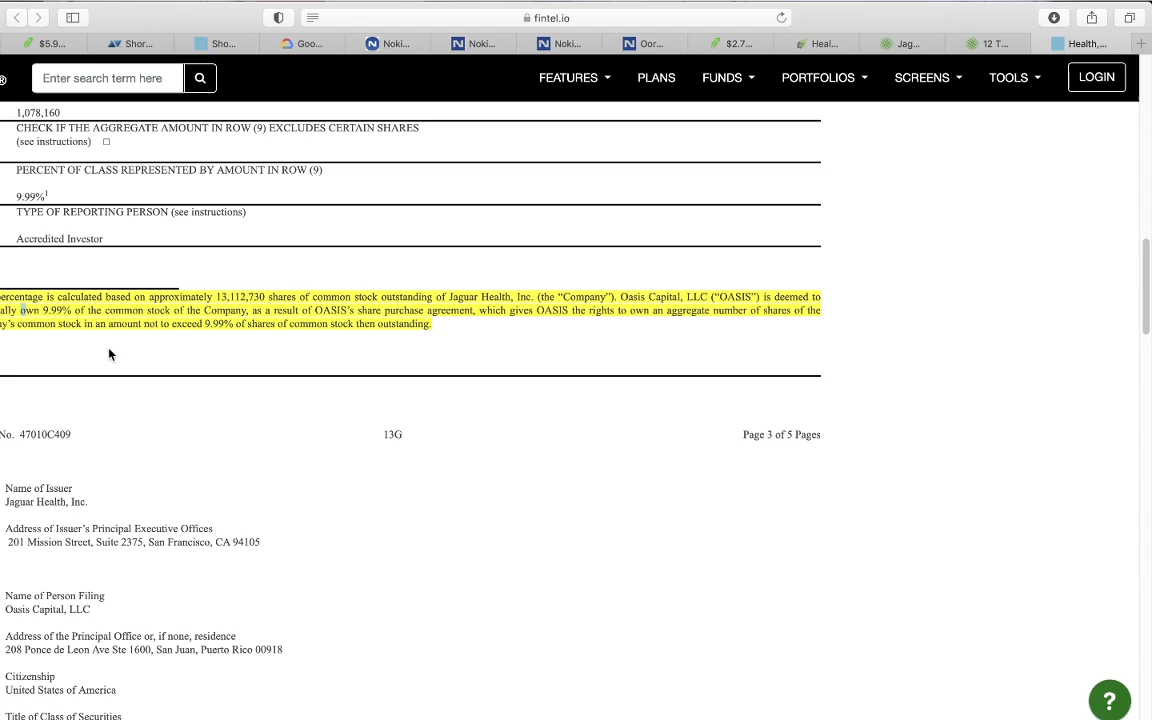 fintel.io
$5.9...
Shor...
Sho...
Goo...
Noki...
Noki...
Noki...
Oor...
$2.7...
Heal...
Jag...
12 T...
Health,...
®
Enter search term here
FEATURES
PLANS
FUNDS
PORTFOLIOS
SCREENS
TOOLS
LOGIN
1,078,160
CHECK IF THE AGGREGATE AMOUNT IN ROW (9) EXCLUDES CERTAIN SHARES
(see instructions) ☐
PERCENT OF CLASS REPRESENTED BY AMOUNT IN ROW (9)
9.99%1
TYPE OF REPORTING PERSON (see instructions)
Accredited Investor
percentage is calculated based on approximately 13,112,730 shares of common stock outstanding of Jaguar Health, Inc. (the “Company”). Oasis Capital, LLC (“OASIS”) is deemed to
ally own 9.99% of the common stock of the Company, as a result of OASIS’s share purchase agreement, which gives OASIS the rights to own an aggregate number of shares of the
ny’s common stock in an amount not to exceed 9.99% of shares of common stock then outstanding.
No. 47010C409
13G
Page 3 of 5 Pages
Name of Issuer
Jaguar Health, Inc.
Address of Issuer’s Principal Executive Offices
201 Mission Street, Suite 2375, San Francisco, CA 94105
Name of Person Filing
Oasis Capital, LLC
Address of the Principal Office or, if none, residence
208 Ponce de Leon Ave Ste 1600, San Juan, Puerto Rico 00918
Citizenship
United States of America
Title of Class of Securities
?